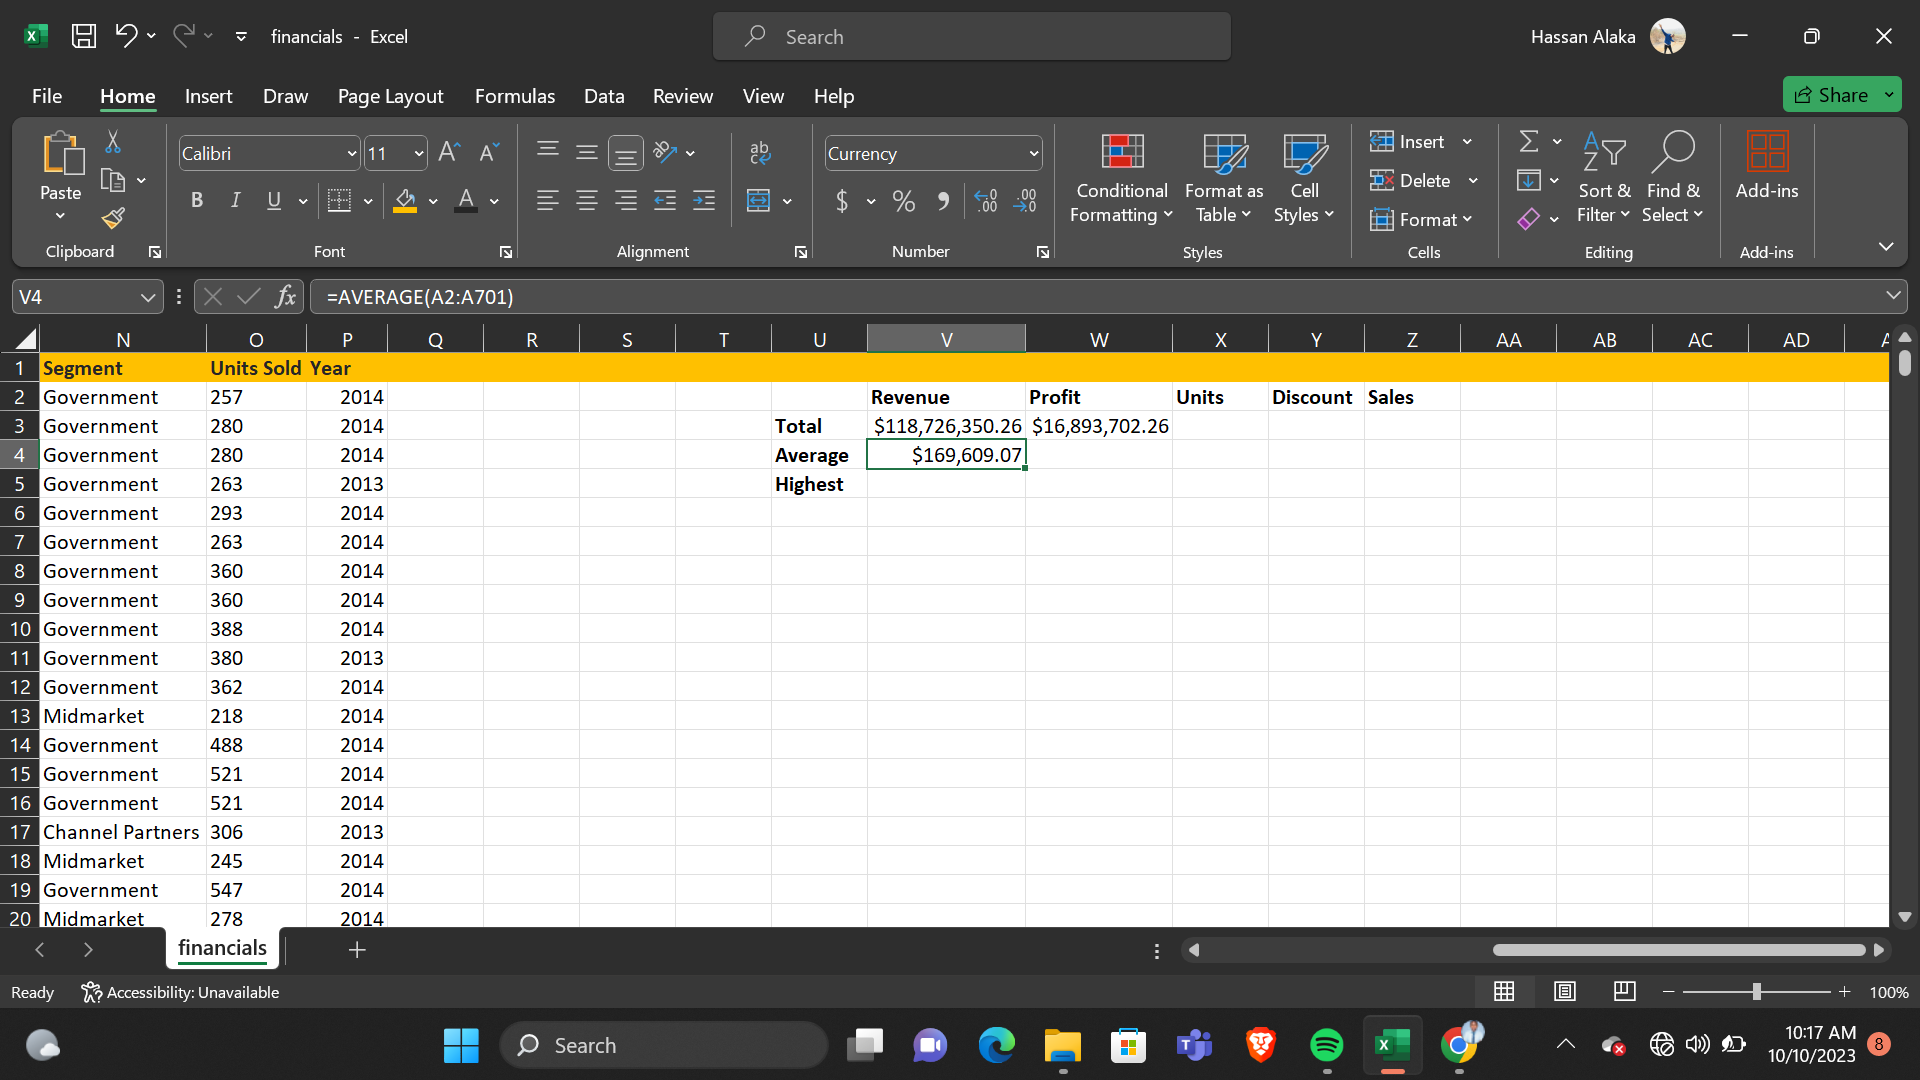 financials - Excel
Search
Hassan Alaka
File Home Insert Draw Page Layout Formulas Data Review View Help
Share
Paste
Clipboard
Calibri 11
B I U
Font
Alignment
Currency
$ % 
Number
Conditional Formatting
Format as Table
Cell Styles
Styles
Insert
Delete
Format
Cells
Sort & Filter
Find & Select
Editing
Add-ins
Add-ins
V4 fx =AVERAGE(A2:A701)
N O P Q R S T U V W X Y Z AA AB AC AD
1 Segment Units Sold Year
2 Government 257 2014 Revenue Profit Units Discount Sales
3 Government 280 2014 Total $118,726,350.26 $16,893,702.26
4 Government 280 2014 Average $169,609.07
5 Government 263 2013 Highest
6 Government 293 2014
7 Government 263 2014
8 Government 360 2014
9 Government 360 2014
10 Government 388 2014
11 Government 380 2013
12 Government 362 2014
13 Midmarket 218 2014
14 Government 488 2014
15 Government 521 2014
16 Government 521 2014
17 Channel Partners 306 2013
18 Midmarket 245 2014
19 Government 547 2014
20 Midmarket 278 2014
financials
Ready Accessibility: Unavailable 100%
Search
10:17 AM
10/10/2023
8